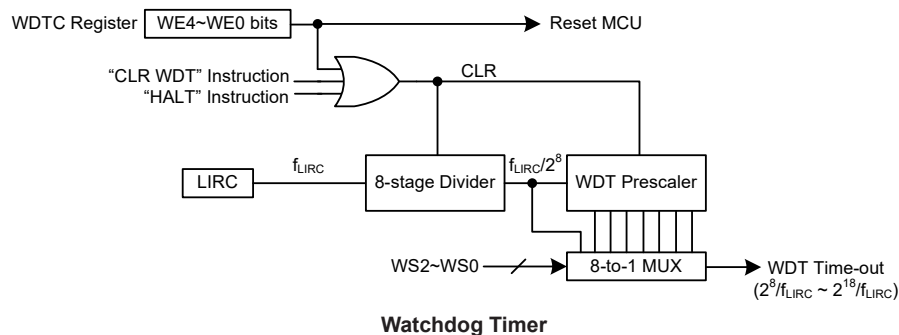 WDTC Register WE4~WE0 bits Reset MCU
CLR
“CLR WDT” Instruction
“HALT” Instruction
fLIRC
fLIRC/2^8
LIRC
8-stage Divider
WDT Prescaler
WS2~WS0
8-to-1 MUX
WDT Time-out
(2^8/fLIRC ~ 2^18/fLIRC)
Watchdog Timer